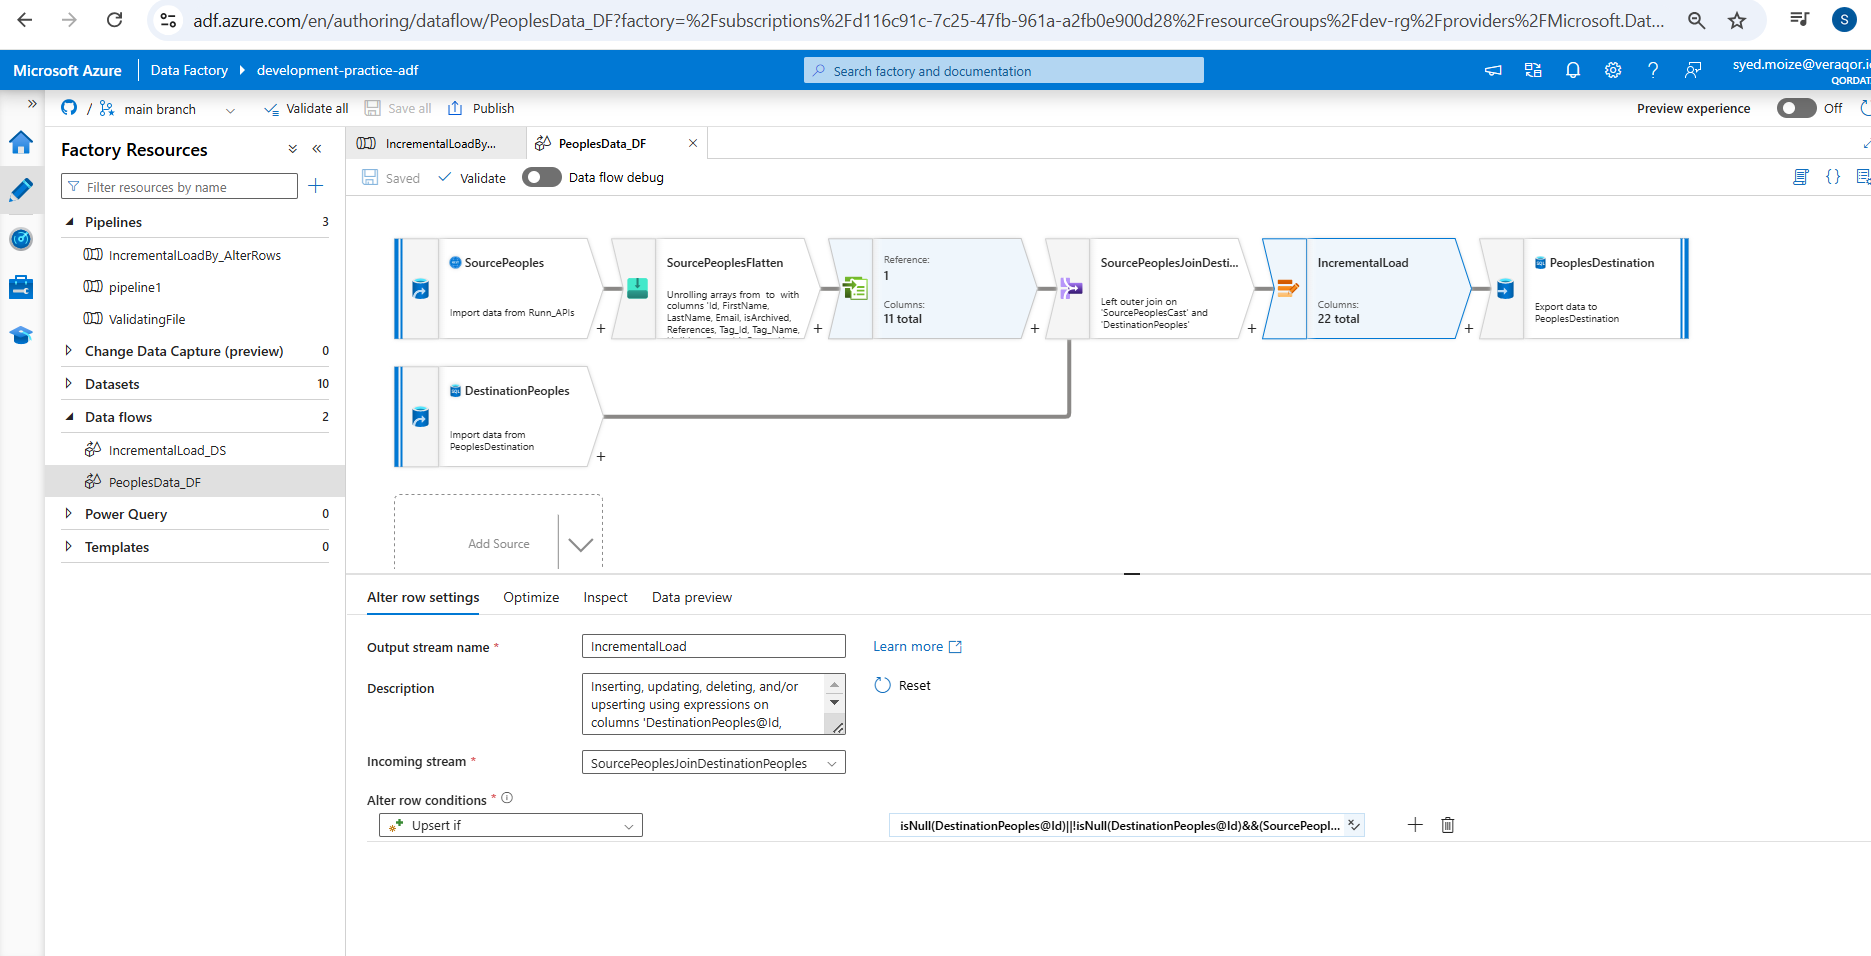 adf.azure.com/en/authoring/dataflow/PeoplesData_DF?factory=%2Fsubscriptions%2Fd116c91c-7c25-47fb-961a-a2fb0e900d28%2FresourceGroups%2Fdev-rg%2Fproviders%2FMicrosoft.Dat...
S
Microsoft Azure
Data Factory
development-practice-adf
Search factory and documentation
syed.moize@veraqor.i
QORDAT
/
main branch
Validate all
Save all
Publish
Preview experience
Off
Factory Resources
Filter resources by name
Pipelines 3
IncrementalLoadBy_AlterRows
pipeline1
ValidatingFile
Change Data Capture (preview) 0
Datasets 10
Data flows 2
IncrementalLoad_DS
PeoplesData_DF
Power Query 0
Templates 0
IncrementalLoadBy...
PeoplesData_DF
Saved
Validate
Data flow debug
SourcePeoples
Import data from Runn_APIs
SourcePeoplesFlatten
Unrolling arrays from to with
columns 'Id, FirstName,
LastName, Email, isArchived,
References, Tag_Id, Tag_Name,
Reference:
1
Columns:
11 total
SourcePeoplesJoinDesti...
Left outer join on
'SourcePeoplesCast' and
'DestinationPeoples'
IncrementalLoad
Columns:
22 total
PeoplesDestination
Export data to
PeoplesDestination
DestinationPeoples
Import data from
PeoplesDestination
Add Source
Alter row settings
Optimize
Inspect
Data preview
Output stream name *
IncrementalLoad
Learn more
Description
Inserting, updating, deleting, and/or
upserting using expressions on
columns 'DestinationPeoples@Id,
Reset
Incoming stream *
SourcePeoplesJoinDestinationPeoples
Alter row conditions *
Upsert if
isNull(DestinationPeoples@Id)||!isNull(DestinationPeoples@Id)&&(SourcePeopl...